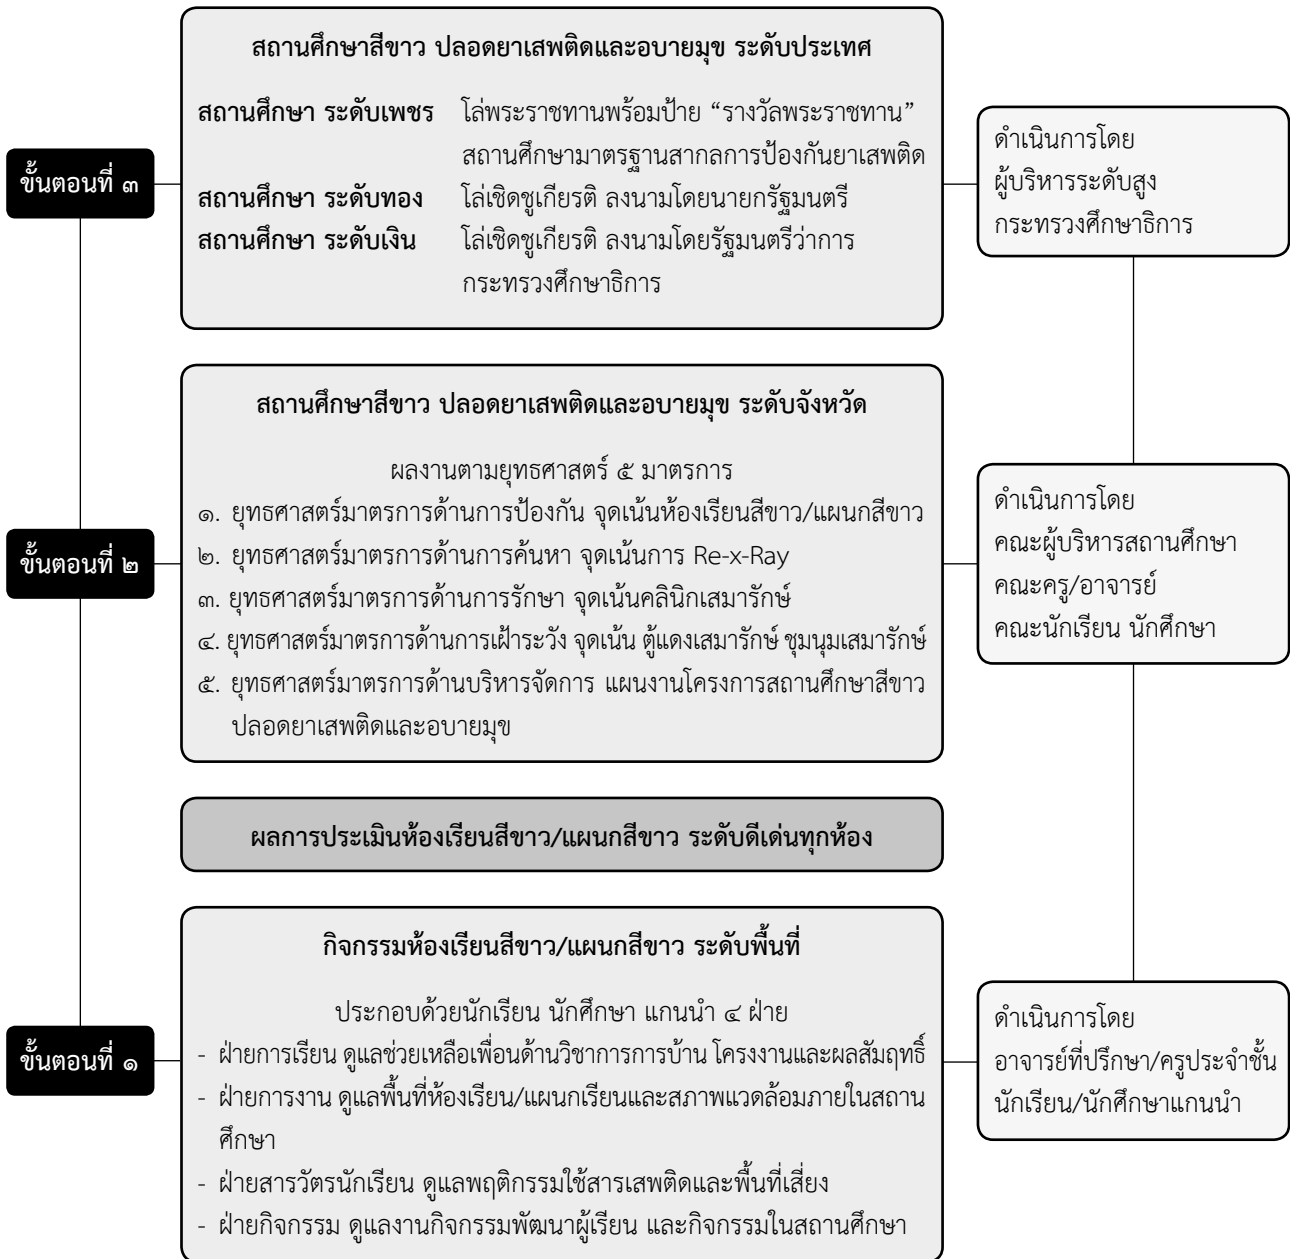 สถานศึกษาสีขาว ปลอดยาเสพติดและอบายมุข ระดับประเทศ
สถานศึกษา ระดับเพชร โล่พระราชทานพร้อมป้าย “รางวัลพระราชทาน”
สถานศึกษามาตรฐานสากลการป้องกันยาเสพติด
สถานศึกษา ระดับทอง โล่เชิดชูเกียรติ ลงนามโดยนายกรัฐมนตรี
สถานศึกษา ระดับเงิน โล่เชิดชูเกียรติ ลงนามโดยรัฐมนตรีว่าการ
กระทรวงศึกษาธิการ
ขั้นตอนที่ ๓
ดำเนินการโดย
ผู้บริหารระดับสูง
กระทรวงศึกษาธิการ
สถานศึกษาสีขาว ปลอดยาเสพติดและอบายมุข ระดับจังหวัด
ผลงานตามยุทธศาสตร์ ๕ มาตรการ
๑. ยุทธศาสตร์มาตรการด้านการป้องกัน จุดเน้นห้องเรียนสีขาว/แผนกสีขาว
๒. ยุทธศาสตร์มาตรการด้านการค้นหา จุดเน้นการ Re-x-Ray
๓. ยุทธศาสตร์มาตรการด้านการรักษา จุดเน้นคลินิกเสมารักษ์
๔. ยุทธศาสตร์มาตรการด้านการเฝ้าระวัง จุดเน้น ตู้แดงเสมารักษ์ ชุมนุมเสมารักษ์
๕. ยุทธศาสตร์มาตรการด้านบริหารจัดการ แผนงานโครงการสถานศึกษาสีขาว
ปลอดยาเสพติดและอบายมุข
ขั้นตอนที่ ๒
ดำเนินการโดย
คณะผู้บริหารสถานศึกษา
คณะครู/อาจารย์
คณะนักเรียน นักศึกษา
ผลการประเมินห้องเรียนสีขาว/แผนกสีขาว ระดับดีเด่นทุกห้อง
กิจกรรมห้องเรียนสีขาว/แผนกสีขาว ระดับพื้นที่
ประกอบด้วยนักเรียน นักศึกษา แกนนำ ๔ ฝ่าย
- ฝ่ายการเรียน ดูแลช่วยเหลือเพื่อนด้านวิชาการการบ้าน โครงงานและผลสัมฤทธิ์
- ฝ่ายการงาน ดูแลพื้นที่ห้องเรียน/แผนกเรียนและสภาพแวดล้อมภายในสถาน
ศึกษา
- ฝ่ายสารวัตรนักเรียน ดูแลพฤติกรรมใช้สารเสพติดและพื้นที่เสี่ยง
- ฝ่ายกิจกรรม ดูแลงานกิจกรรมพัฒนาผู้เรียน และกิจกรรมในสถานศึกษา
ขั้นตอนที่ ๑
ดำเนินการโดย
อาจารย์ที่ปรึกษา/ครูประจำชั้น
นักเรียน/นักศึกษาแกนนำ